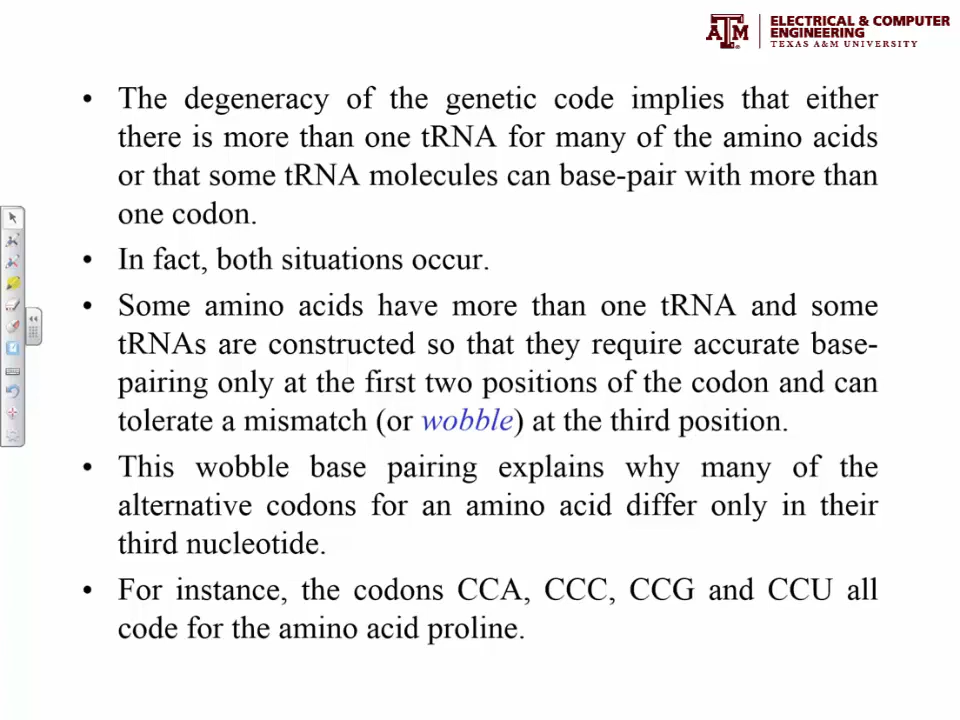 ELECTRICAL & COMPUTER
ENGINEERING
TEXAS A&M UNIVERSITY
• The degeneracy of the genetic code implies that either
there is more than one tRNA for many of the amino acids
or that some tRNA molecules can base-pair with more than
one codon.
• In fact, both situations occur.
• Some amino acids have more than one tRNA and some
tRNAs are constructed so that they require accurate base-
pairing only at the first two positions of the codon and can
tolerate a mismatch (or wobble) at the third position.
• This wobble base pairing explains why many of the
alternative codons for an amino acid differ only in their
third nucleotide.
• For instance, the codons CCA, CCC, CCG and CCU all
code for the amino acid proline.